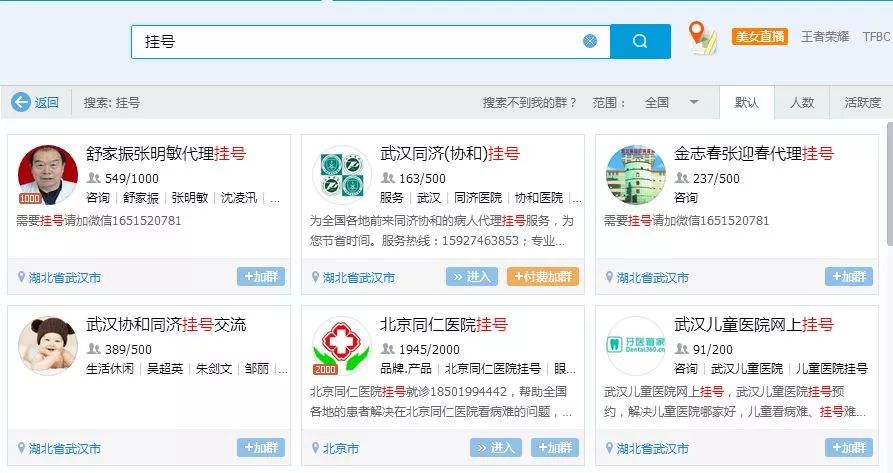 挂号
美女直播 王者荣耀 TFBC
返回 搜索: 挂号 搜索不到我的群？ 范围： 全国 默认 人数 活跃度
舒家振张明敏代理挂号
549/1000
咨询 | 舒家振 | 张明敏 | 沈凌汛 | ...
1000
需要挂号请加微信1651520781
湖北省武汉市 +加群
武汉同济(协和)挂号
163/500
服务 | 武汉 | 同济医院 | 协和医院 | ...
为全国各地前来同济协和的病人代理挂号服务，为
您节省时间。服务热线：15927463853；专业...
湖北省武汉市 进入 +付费加群
金志春张迎春代理挂号
237/500
咨询
需要挂号请加微信1651520781
湖北省武汉市 +加群
武汉协和同济挂号交流
389/500
生活休闲 | 吴超英 | 朱剑文 | 邹丽 | ...
湖北省武汉市 +加群
北京同仁医院挂号
1945/2000
品牌.产品 | 北京同仁医院挂号 | 眼...
2000
北京同仁医院挂号就诊18501994442，帮助全国
各地的患者解决在北京同仁医院看病难的问题，...
北京市 进入 +加群
武汉儿童医院网上挂号
91/200
牙医管家
Dental360.cn
咨询 | 武汉儿童医院 | 儿童医院挂号
武汉儿童医院网上挂号，武汉儿童医院挂号预
约，解决儿童医院哪家好，儿童看病难、挂号难...
湖北省武汉市 +加群